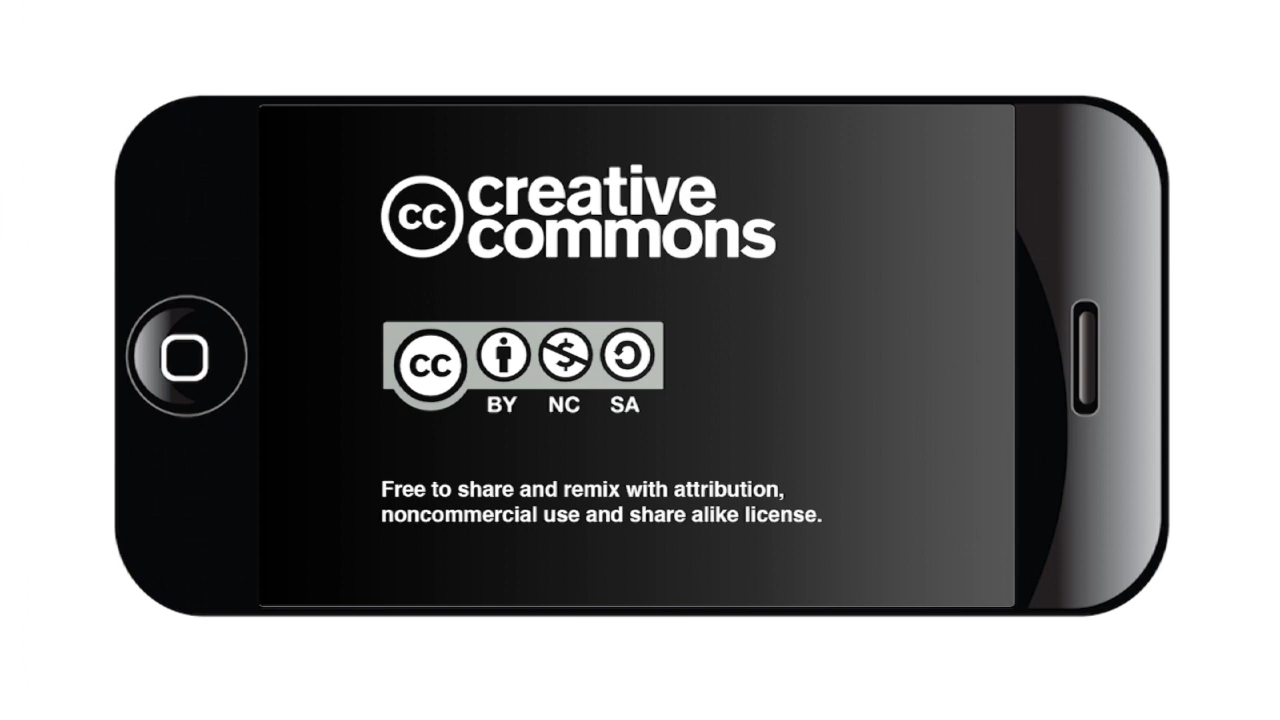 cc creative
commons
cc
BY NC SA
Free to share and remix with attribution,
noncommercial use and share alike license.